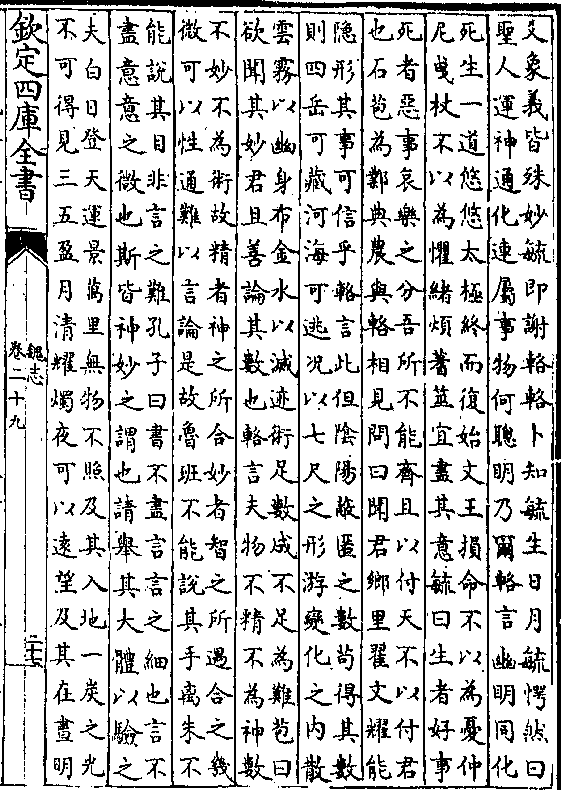 爻象義皆殊妙毓即謝輅輅卜知毓生日月毓愕然曰
聖人運神通化連屬事物何聰明乃爾輅言幽明同化
死生一道悠悠太極終而復始文王損命不以為憂仲
尼曳杖不以為懼緒煩蓍筮宜盡其意毓曰生者好事
死者惡事哀樂之分吾所不能齊且以付天不以付君
也石苞為鄴典農與輅相見問曰聞君鄉里翟文耀能
隐形其事可信乎輅言此但陰陽蔽匿之數苟得其數
則四岳可藏河海可逃况以七尺之形游變化之內散
雲霧以幽身布金水以滅迹術足數成不足為難苞曰
欲聞其妙君且善論其數也輅言夫物不精不為神數
不妙不為術故精者神之所合妙者智之所遇合之幾
微可以性通難以言論是故魯班不能說其手離朱不
能說其目非言之難孔子曰書不盡言言之細也言不
盡意意之微也斯皆神妙之謂也請舉其大體以驗之
夫白日登天運景萬里無物不照及其入地一炭之光
不可得見三五盈月清耀燭夜可以遠望及其在晝明
欽定四庫全書
魏志
卷二十九
二十七